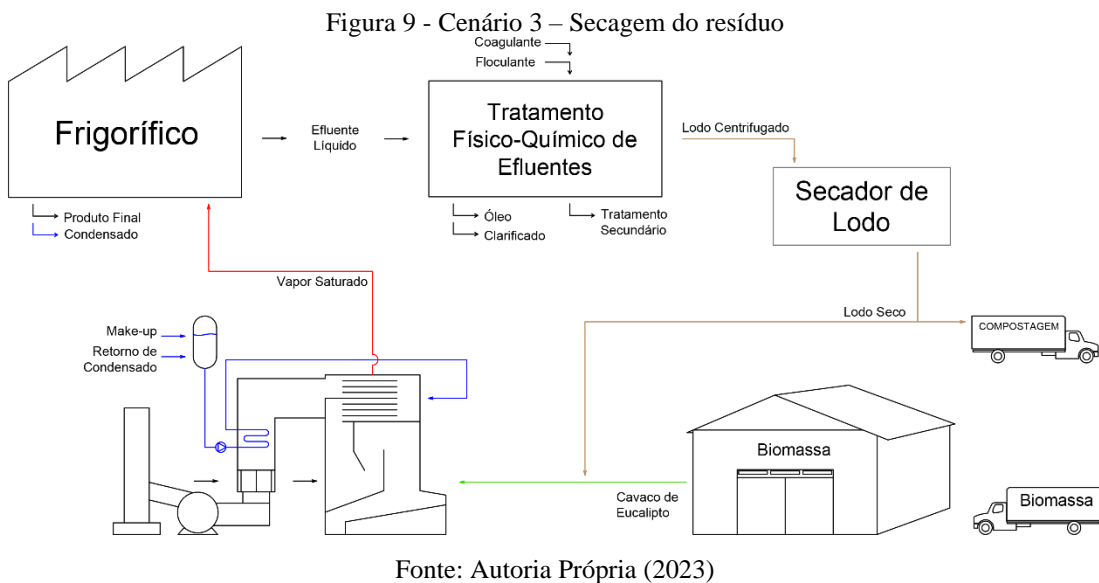 Figura 9 - Cenário 3 – Secagem do resíduo
Coagulante
Floculante
Frigorífico
Efluente
Líquido
Tratamento
Físico-Químico de
Efluentes
Lodo Centrifugado
Secador de
Lodo
Produto Final
Condensado
Óleo
Clarificado
Tratamento
Secundário
Vapor Saturado
Lodo Seco
COMPOSTAGEM
Make-up
Retorno de
Condensado
Biomassa
Cavaco de
Eucalipto
Biomassa
Fonte: Autoria Própria (2023)